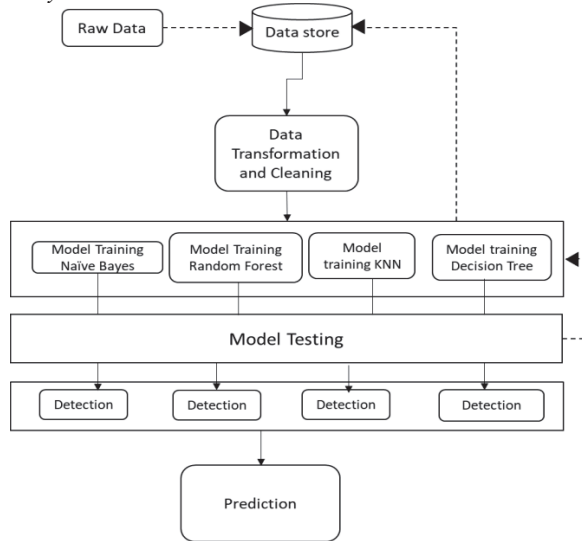 Raw Data
Data store
Data
Transformation
and Cleaning
Model Training
Naïve Bayes
Model Training
Random Forest
Model
training KNN
Model training
Decision Tree
Model Testing
Detection
Detection
Detection
Detection
Prediction